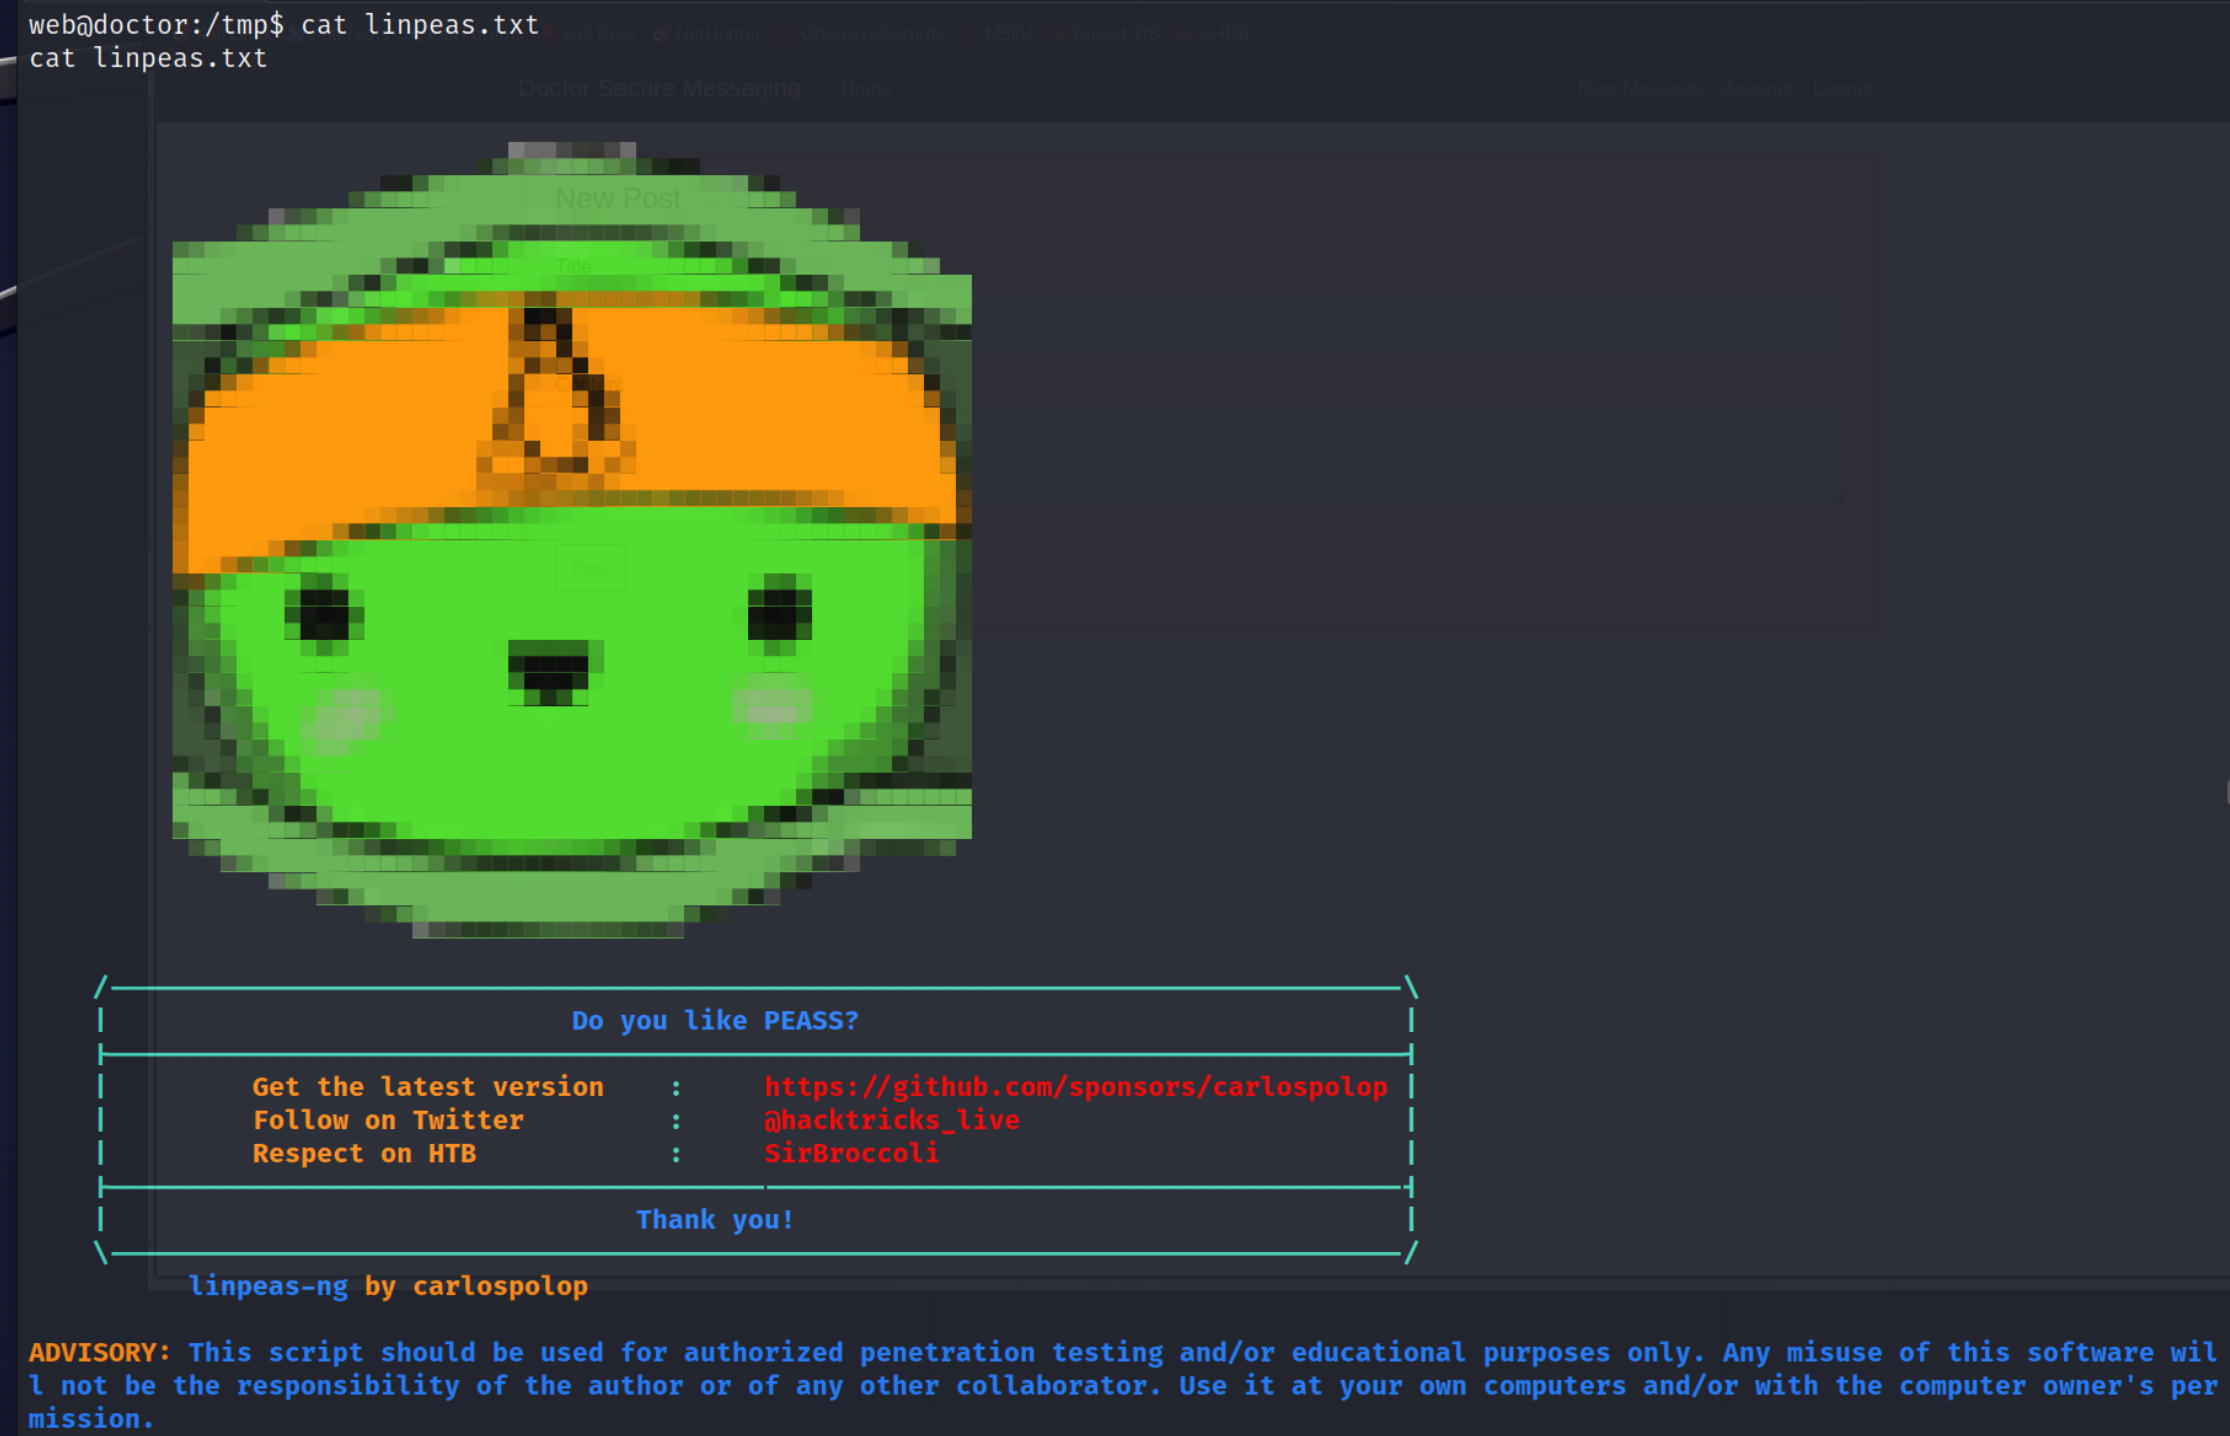 web@doctor:/tmp$ cat linpeas.txt
cat linpeas.txt
Kali Docs NetHunter Offensive Security MSFU Exploit-DB GHDB
Doctor Secure Messaging Home New Message Account Logout
New Post
Title
Content
Post
Do you like PEASS?
Get the latest version : https://github.com/sponsors/carlospolop
Follow on Twitter : @hacktricks_live
Respect on HTB : SirBroccoli
Thank you!
linpeas-ng by carlospolop
ADVISORY: This script should be used for authorized penetration testing and/or educational purposes only. Any misuse of this software wil
l not be the responsibility of the author or of any other collaborator. Use it at your own computers and/or with the computer owner's per
mission.